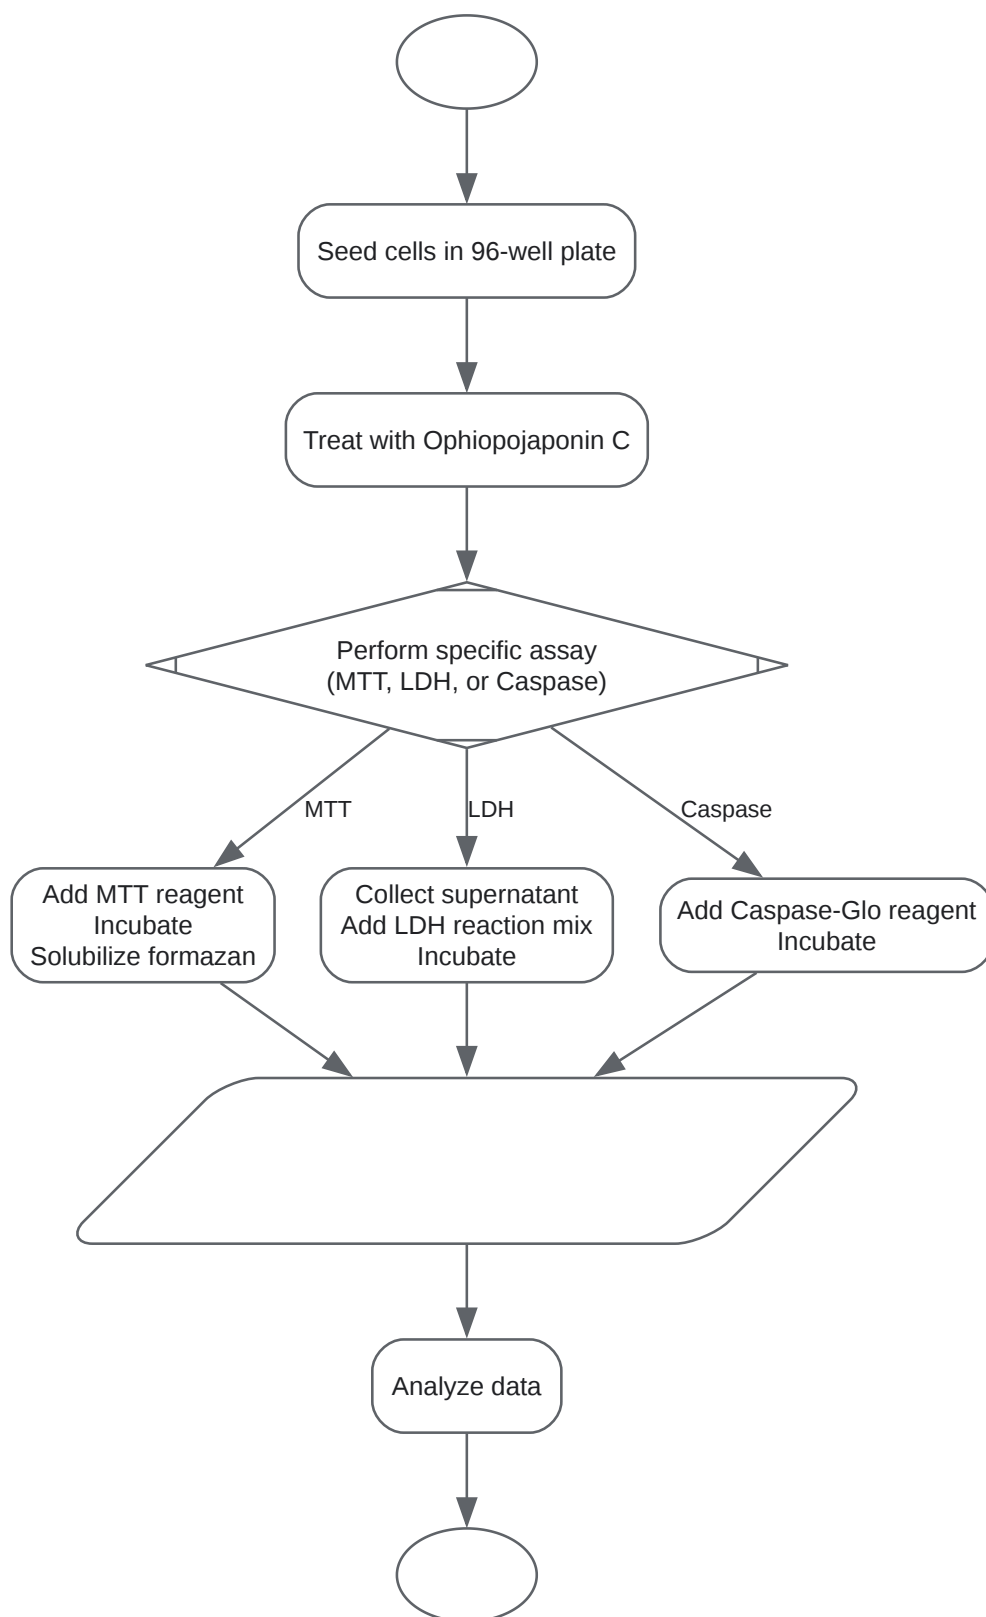 Seed cells in 96-well plate
Treat with Ophiopojaponin C
Perform specific assay
(MTT, LDH, or Caspase)
MTT
LDH
Caspase
Add MTT reagent
Incubate
Solubilize formazan
Collect supernatant
Add LDH reaction mix
Incubate
Add Caspase-Glo reagent
Incubate
Analyze data